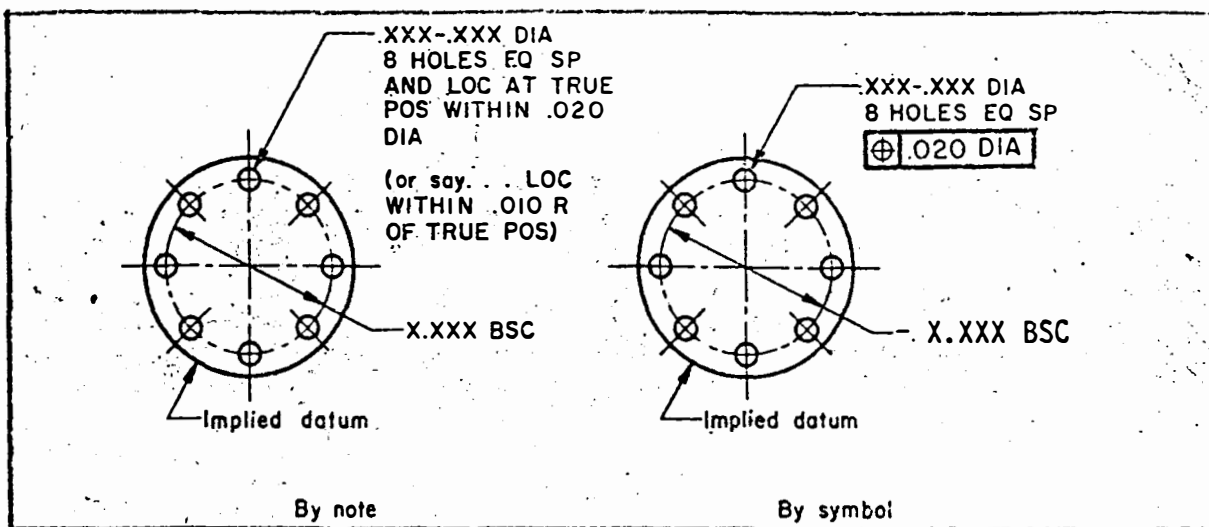 .XXX-.XXX DIA
8 HOLES EQ SP
AND LOC AT TRUE
POS WITHIN .020
DIA
(or say. . . LOC
WITHIN .010 R
OF TRUE POS)
X.XXX BSC
Implied datum
By note
.XXX-.XXX DIA
8 HOLES EQ SP
⌖ .020 DIA
X.XXX BSC
Implied datum
By symbol